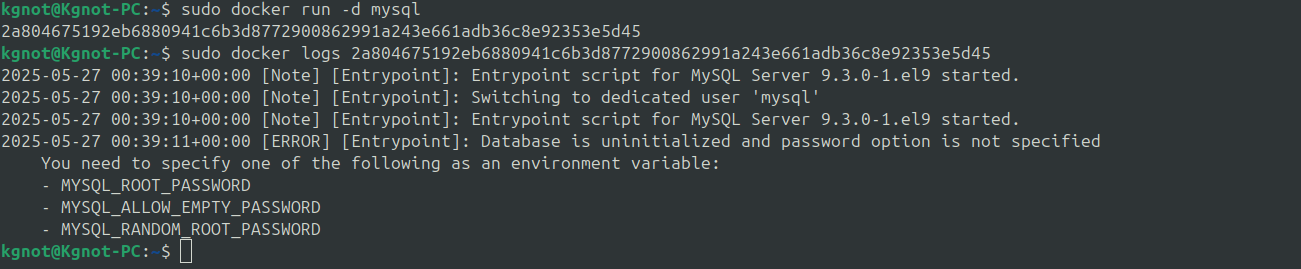 kgnot@Kgnot-PC:~$ sudo docker run -d mysql
2a804675192eb6880941c6b3d8772900862991a243e661adb36c8e92353e5d45
kgnot@Kgnot-PC:~$ sudo docker logs 2a804675192eb6880941c6b3d8772900862991a243e661adb36c8e92353e5d45
2025-05-27 00:39:10+00:00 [Note] [Entrypoint]: Entrypoint script for MySQL Server 9.3.0-1.el9 started.
2025-05-27 00:39:10+00:00 [Note] [Entrypoint]: Switching to dedicated user 'mysql'
2025-05-27 00:39:10+00:00 [Note] [Entrypoint]: Entrypoint script for MySQL Server 9.3.0-1.el9 started.
2025-05-27 00:39:11+00:00 [ERROR] [Entrypoint]: Database is uninitialized and password option is not specified
    You need to specify one of the following as an environment variable:
    - MYSQL_ROOT_PASSWORD
    - MYSQL_ALLOW_EMPTY_PASSWORD
    - MYSQL_RANDOM_ROOT_PASSWORD
kgnot@Kgnot-PC:~$